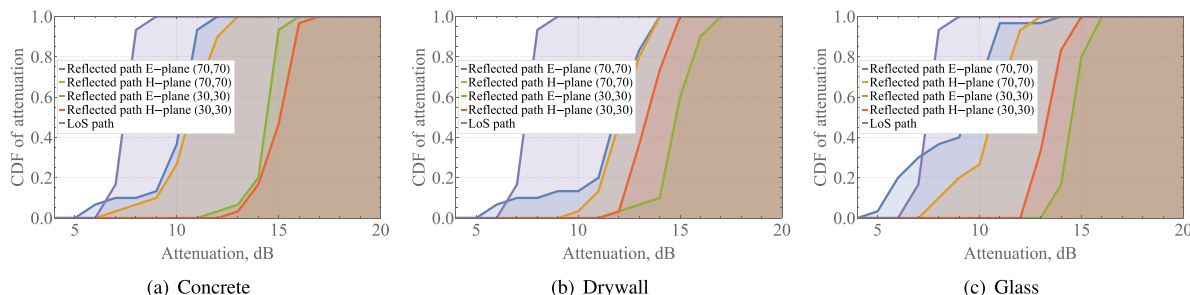 CDF of attenuation
1.0
0.8
0.6
0.4
0.2
0.0
Reflected path E−plane (70,70)
Reflected path H−plane (70,70)
Reflected path E−plane (30,30)
Reflected path H−plane (30,30)
LoS path
5 10 15 20
Attenuation, dB
(a) Concrete
CDF of attenuation
1.0
0.8
0.6
0.4
0.2
0.0
Reflected path E−plane (70,70)
Reflected path H−plane (70,70)
Reflected path E−plane (30,30)
Reflected path H−plane (30,30)
LoS path
5 10 15 20
Attenuation, dB
(b) Drywall
CDF of attenuation
1.0
0.8
0.6
0.4
0.2
0.0
Reflected path E−plane (70,70)
Reflected path H−plane (70,70)
Reflected path E−plane (30,30)
Reflected path H−plane (30,30)
LoS path
5 10 15 20
Attenuation, dB
(c) Glass